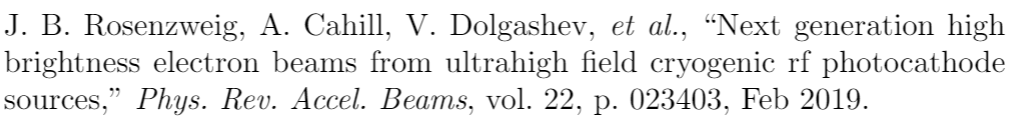 J. B. Rosenzweig, A. Cahill, V. Dolgashev, et al., “Next generation high
brightness electron beams from ultrahigh field cryogenic rf photocathode
sources,” Phys. Rev. Accel. Beams, vol. 22, p. 023403, Feb 2019.